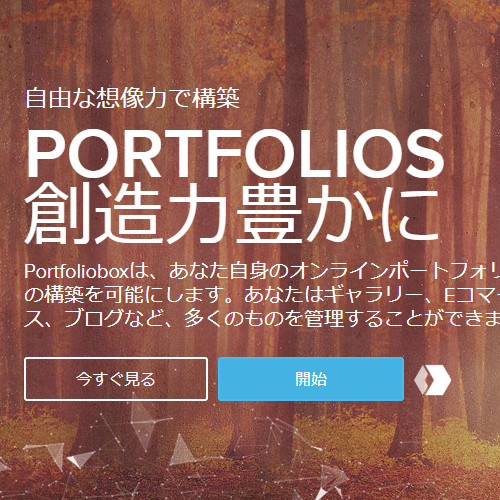 自由な想像力で構築
PORTFOLIOS
創造力豊かに
Portfolioboxは、あなた自身のオンラインポートフォリ
の構築を可能にします。あなたはギャラリー、Eコマー
ス、ブログなど、多くのものを管理することができま
今すぐ見る
開始